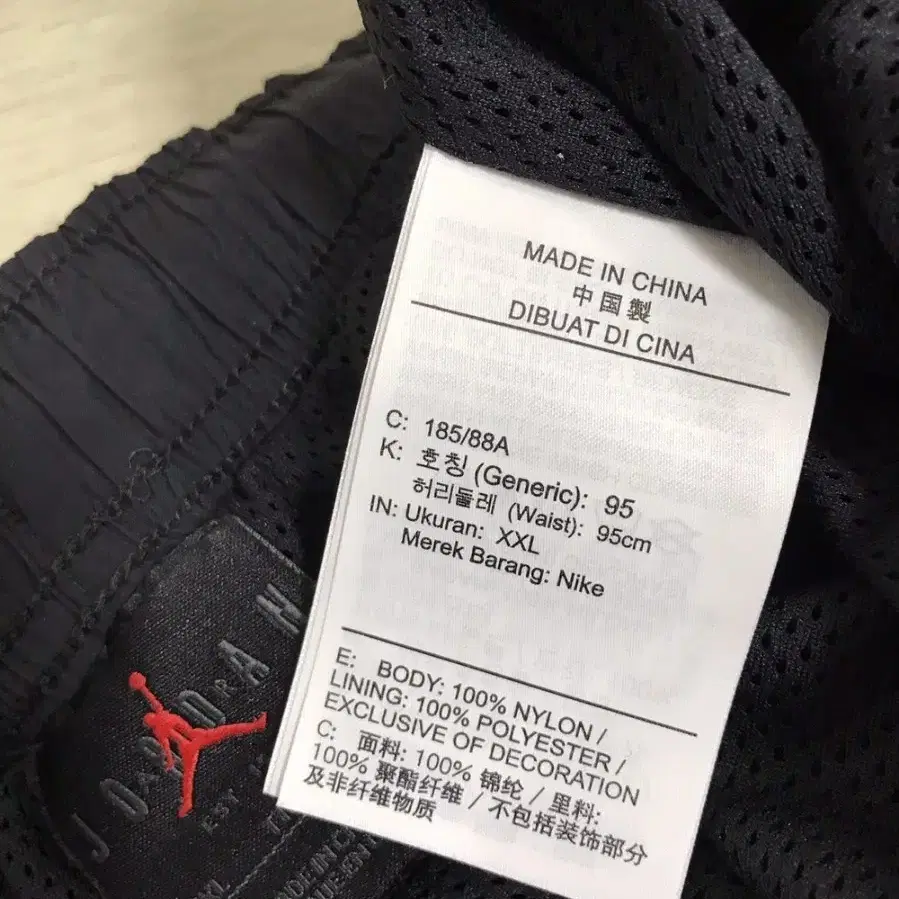 MADE IN CHINA
中国製
DIBUAT DI CINA
C: 185/88A
K: 호칭 (Generic): 95
허리둘레 (Waist): 95cm
IN: Ukuran: XXL
Merek Barang: Nike
E: BODY: 100% NYLON /
LINING: 100% POLYESTER /
EXCLUSIVE OF DECORATION
C: 面料: 100% 锦纶 / 里料:
100% 聚酯纤维 / 不包括装饰部分
及非纤维物质
JORDAN